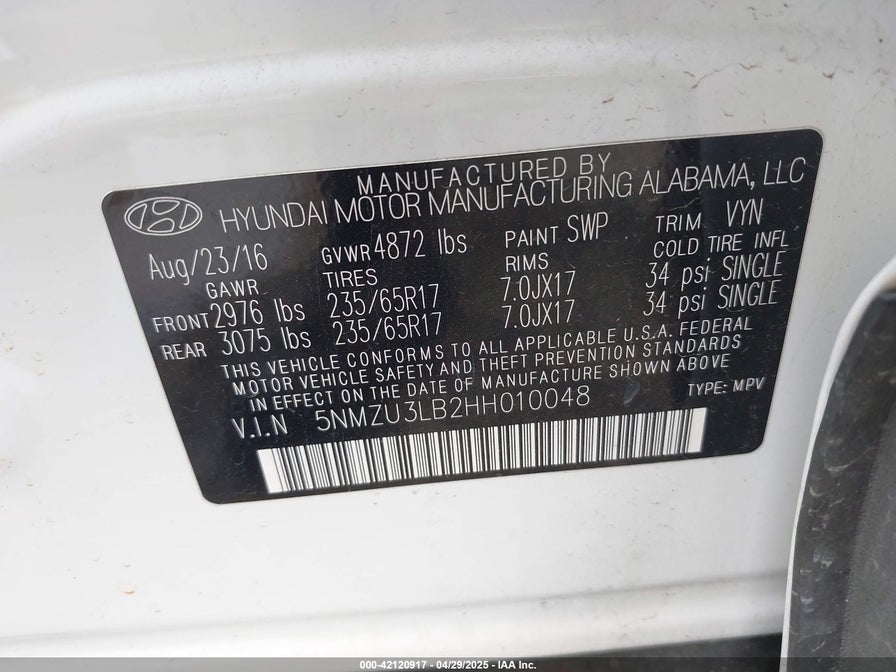 MANUFACTURED BY
HYUNDAI MOTOR MANUFACTURING ALABAMA, LLC
Aug/23/16 GVWR 4872 lbs PAINT SWP TRIM VYN
GAWR TIRES RIMS COLD TIRE INFL
FRONT 2976 lbs 235/65R17 7.0JX17 34 psi SINGLE
REAR 3075 lbs 235/65R17 7.0JX17 34 psi SINGLE
THIS VEHICLE CONFORMS TO ALL APPLICABLE U.S.A. FEDERAL
MOTOR VEHICLE SAFETY AND THEFT PREVENTION STANDARDS
IN EFFECT ON THE DATE OF MANUFACTURE SHOWN ABOVE
V.I.N 5NMZU3LB2HH010048 TYPE: MPV
000-42120917 - 04/29/2025 - IAA Inc.